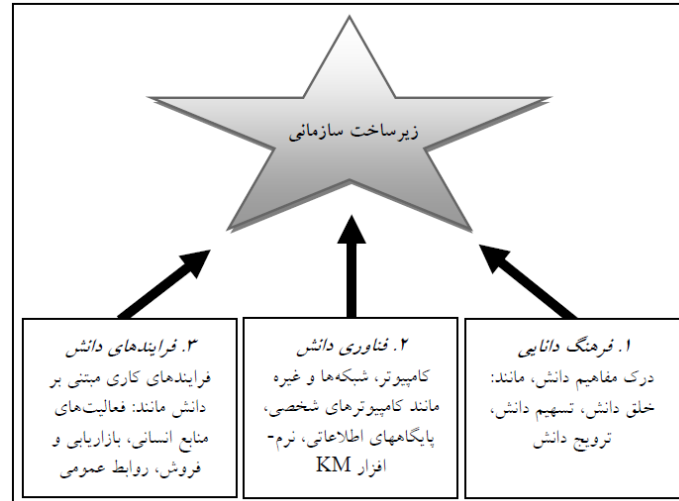 زیرساخت سازمانی
۱. فرهنگ دانایی
درک مفاهیم دانش، مانند:
خلق دانش، تسهیم دانش،
ترویج دانش
۲. فناوری دانش
کامپیوتر، شبکه‌ها و غیره
مانند کامپیوترهای شخصی،
پایگاههای اطلاعاتی، نرم-
افزار KM
۳. فرایندهای دانش
فرایندهای کاری مبتنی بر
دانش مانند: فعالیت‌های
منابع انسانی، بازاریابی و
فروش، روابط عمومی